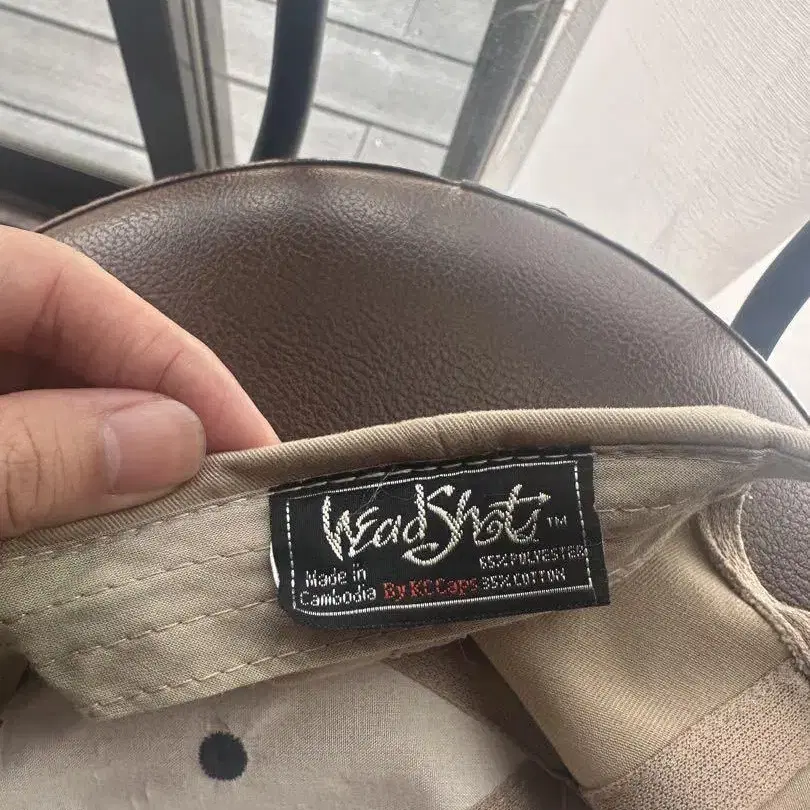 HeadShots™
65% POLYESTER
Made in
Cambodia By KC Caps 35% COTTON